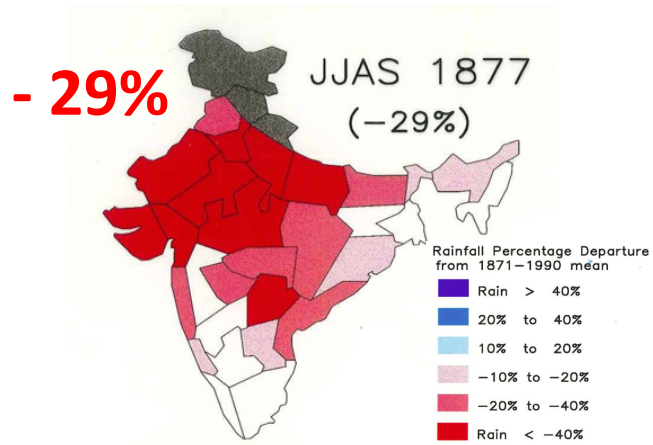 - 29%
JJAS 1877
(−29%)
Rainfall Percentage Departure
from 1871−1990 mean
Rain > 40%
20% to 40%
10% to 20%
−10% to −20%
−20% to −40%
Rain < −40%